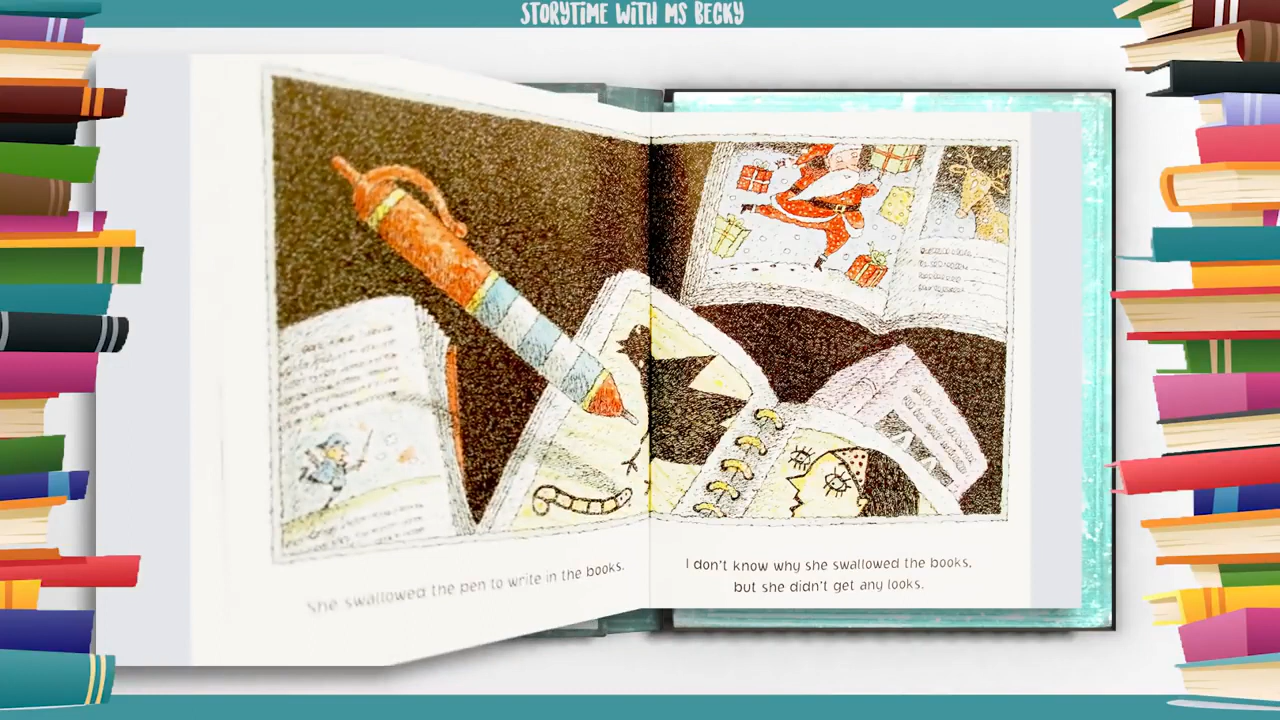 STORYTIME WITH MS BECKY
She swallowed the pen to write in the books.
I don't know why she swallowed the books,
but she didn't get any looks.